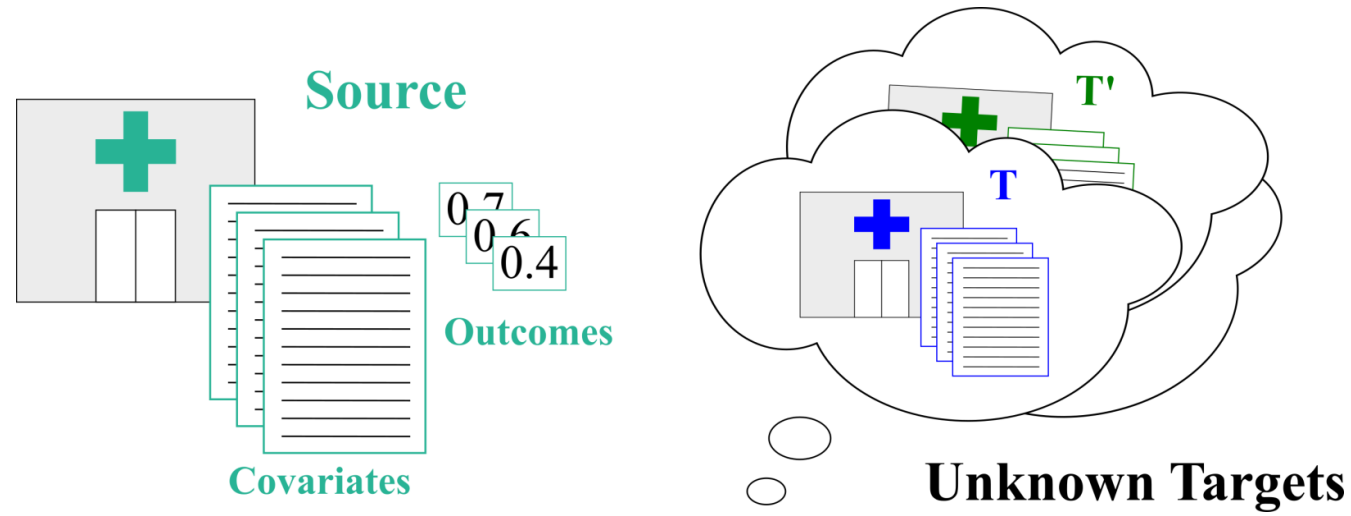 Source
0.7
0.6
0.4
Outcomes
Covariates
T'
T
Unknown Targets